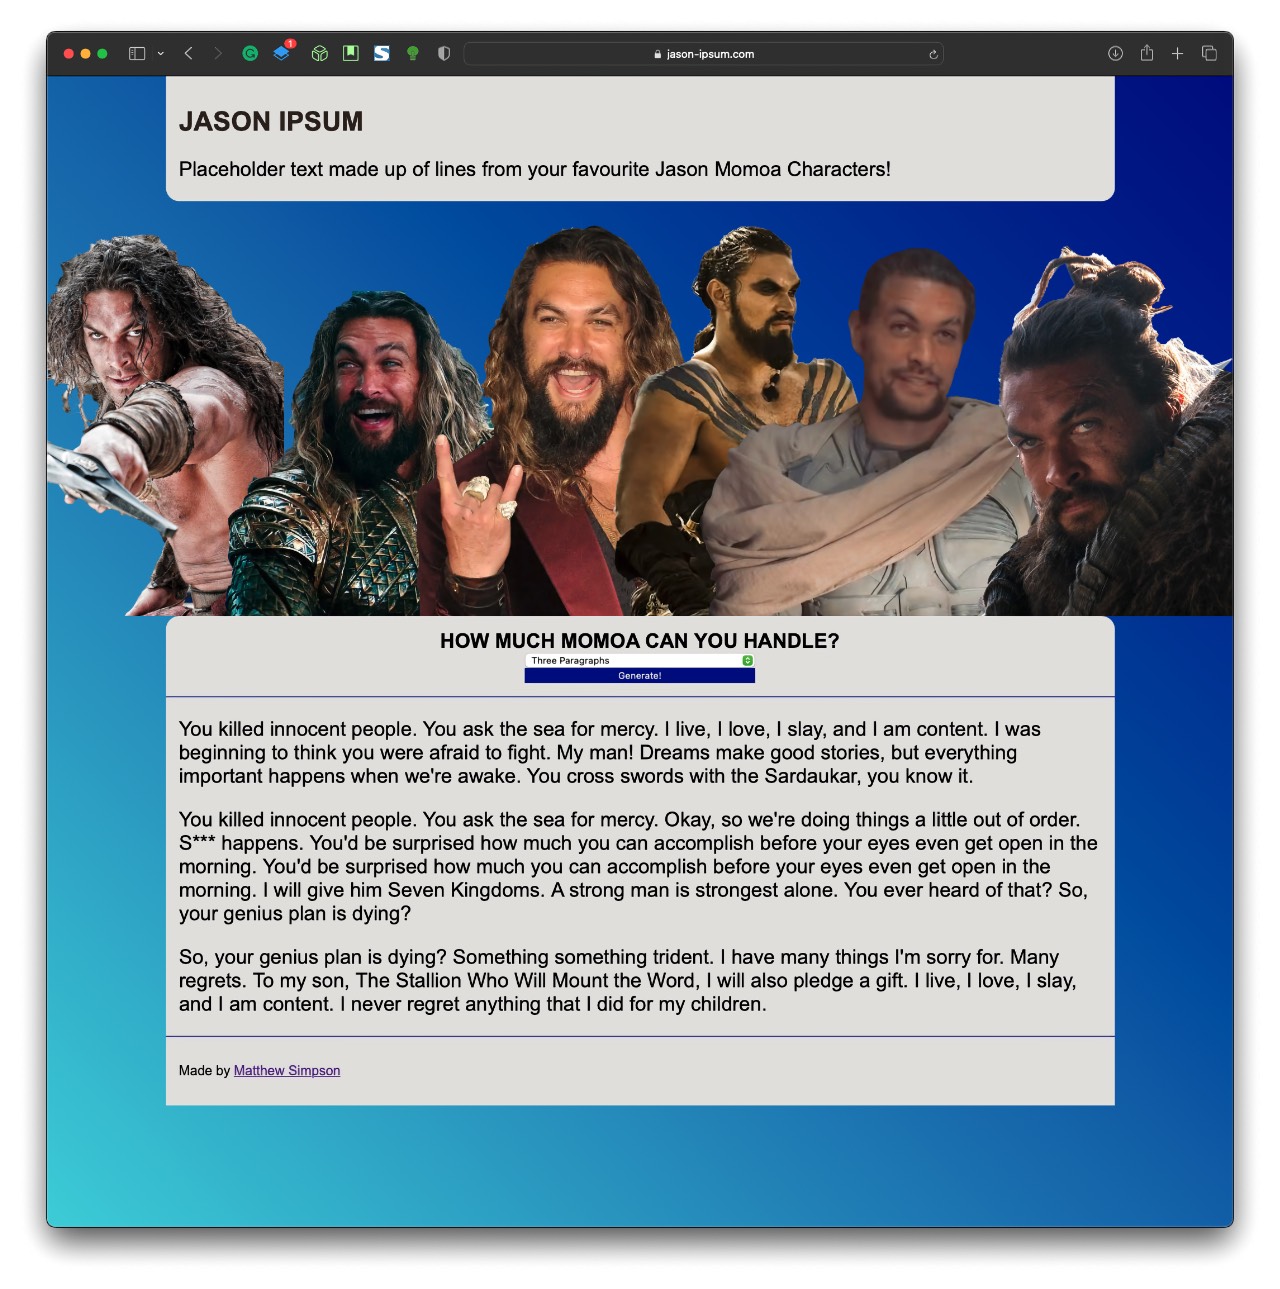 1
jason-ipsum.com
JASON IPSUM
Placeholder text made up of lines from your favourite Jason Momoa Characters!
HOW MUCH MOMOA CAN YOU HANDLE?
Three Paragraphs
Generate!
You killed innocent people. You ask the sea for mercy. I live, I love, I slay, and I am content. I was
beginning to think you were afraid to fight. My man! Dreams make good stories, but everything
important happens when we're awake. You cross swords with the Sardaukar, you know it.
You killed innocent people. You ask the sea for mercy. Okay, so we're doing things a little out of order.
S*** happens. You'd be surprised how much you can accomplish before your eyes even get open in the
morning. You'd be surprised how much you can accomplish before your eyes even get open in the
morning. I will give him Seven Kingdoms. A strong man is strongest alone. You ever heard of that? So,
your genius plan is dying?
So, your genius plan is dying? Something something trident. I have many things I'm sorry for. Many
regrets. To my son, The Stallion Who Will Mount the Word, I will also pledge a gift. I live, I love, I slay,
and I am content. I never regret anything that I did for my children.
Made by Matthew Simpson